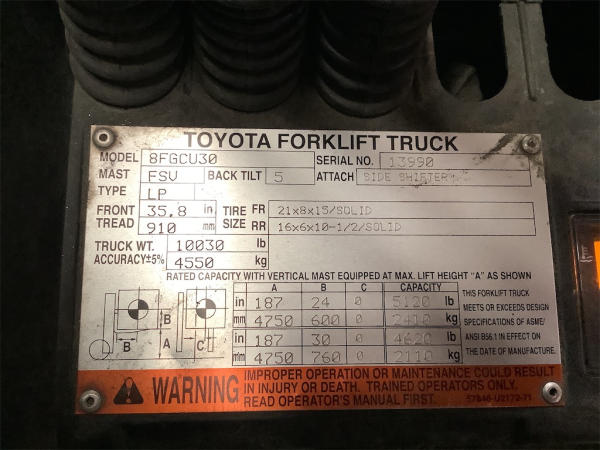 TOYOTA FORKLIFT TRUCK
MODEL 8FGCU30 SERIAL NO. 13990
MAST FSV BACK TILT 5 ATTACH SIDE SHIFTER
TYPE LP
FRONT TREAD 35.8 in TIRE SIZE FR 21x8x15/SOLID
910 mm RR 16x6x10-1/2/SOLID
TRUCK WT. 10030 lb
ACCURACY±5% 4550 kg
RATED CAPACITY WITH VERTICAL MAST EQUIPPED AT MAX. LIFT HEIGHT "A" AS SHOWN
A B C CAPACITY
in 187 24 0 5120 lb
mm 4750 600 0 2410 kg
in 187 30 0 4620 lb
mm 4750 760 0 2110 kg
B B A C
THIS FORKLIFT TRUCK
MEETS OR EXCEEDS DESIGN
SPECIFICATIONS OF ASME/
ANSI B56.1 IN EFFECT ON
THE DATE OF MANUFACTURE.
WARNING
IMPROPER OPERATION OR MAINTENANCE COULD RESULT
IN INJURY OR DEATH. TRAINED OPERATORS ONLY.
READ OPERATOR'S MANUAL FIRST.
57846-U2172-71